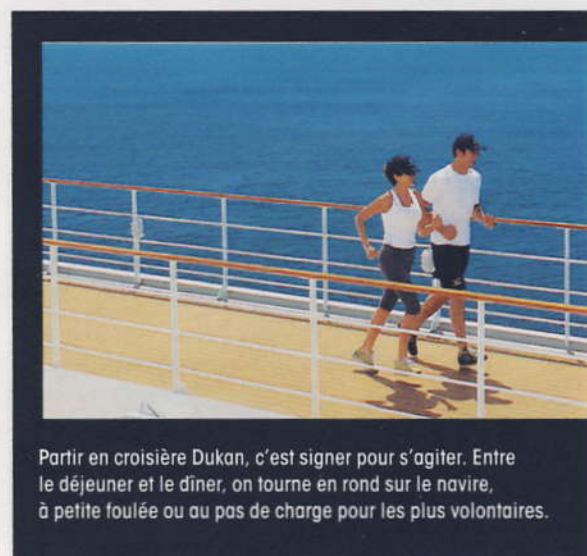 Partir en croisière Dukan, c'est signer pour s'agiter. Entre
le déjeuner et le dîner, on tourne en rond sur le navire,
à petite foulée ou au pas de charge pour les plus volontaires.